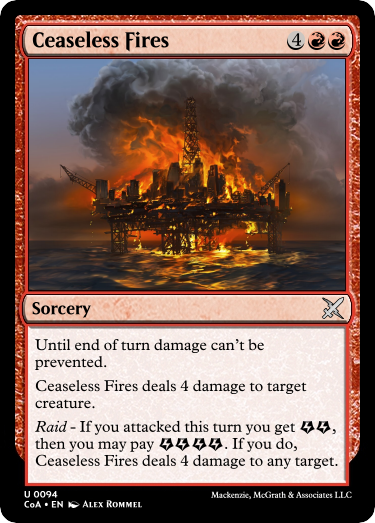 Ceaseless Fires 4
Sorcery
Until end of turn damage can't be
prevented.
Ceaseless Fires deals 4 damage to target
creature.
Raid - If you attacked this turn you get ,
then you may pay . If you do,
Ceaseless Fires deals 4 damage to any target.
U 0094
CoA • EN Alex Rommel
Mackenzie, McGrath & Associates LLC